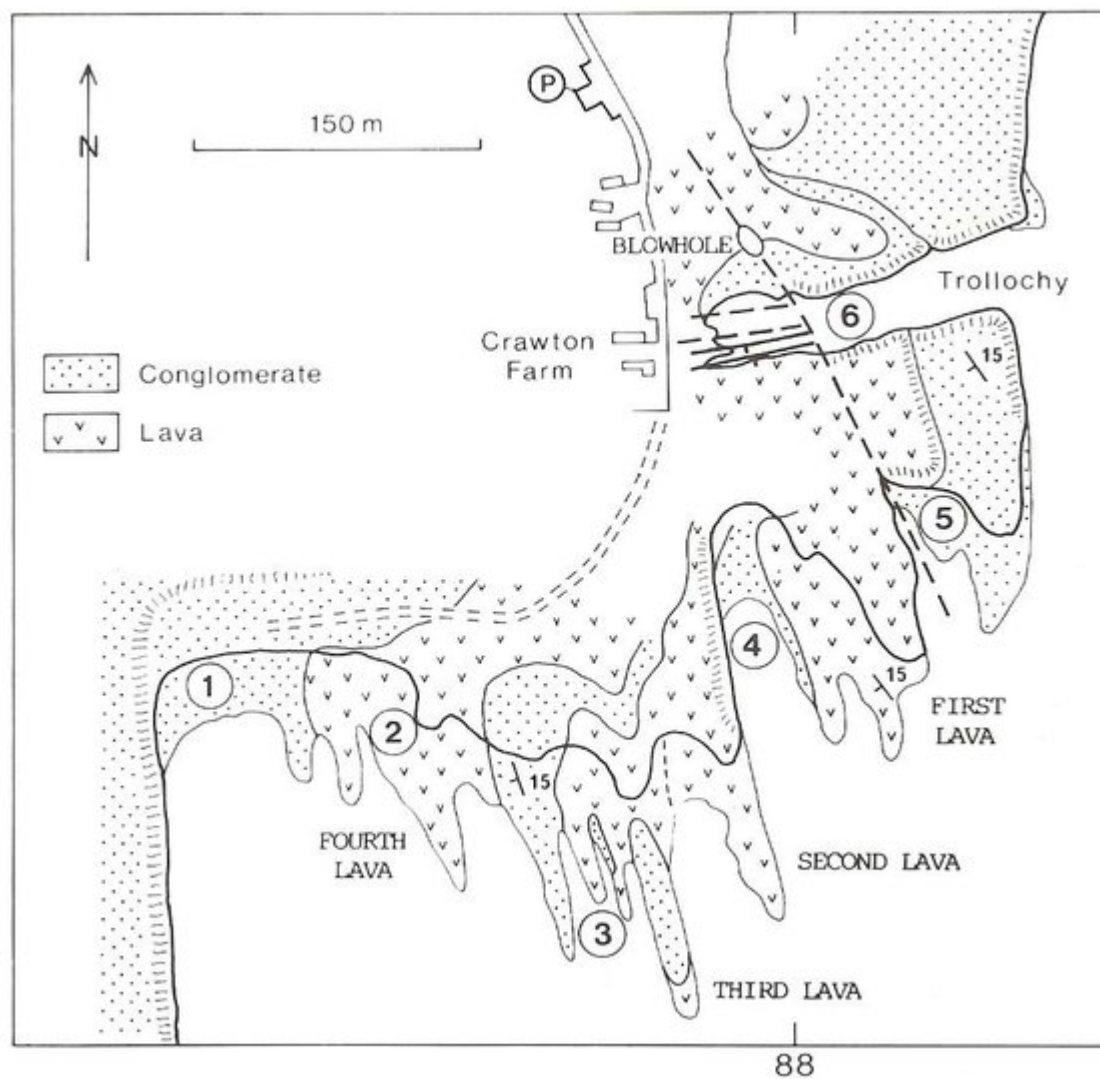 P
150 m
N
BLOWHOLE
Trollochy
6
Crawton
Farm
15
Conglomerate
Lava
5
4
1
15
FIRST
LAVA
2
15
FOURTH
LAVA
SECOND LAVA
3
THIRD LAVA
88